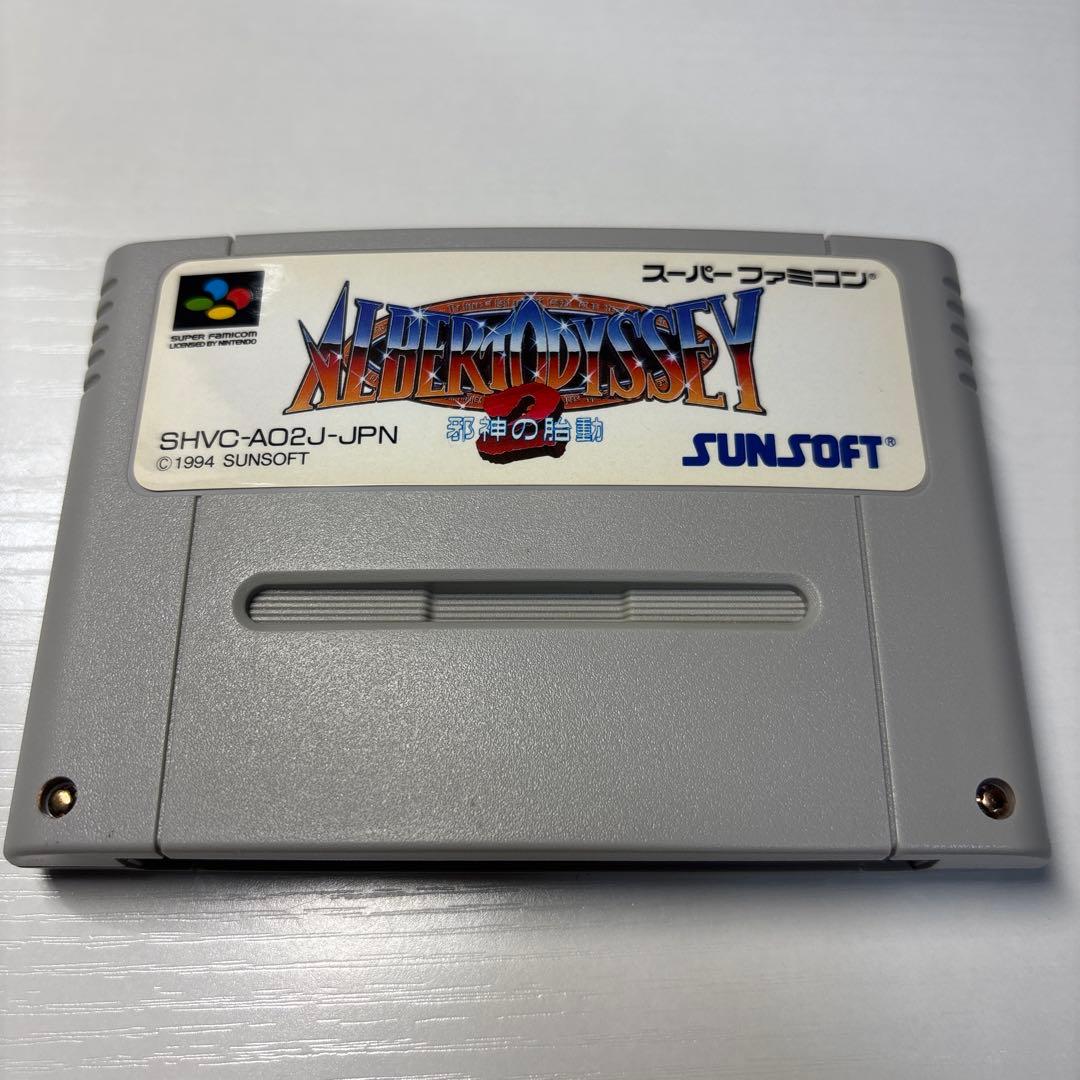 スーパーファミコン®
SUPER FAMICOM
LICENSED BY NINTENDO
ALBERT ODYSSEY
2
邪神の胎動
SHVC-A02J-JPN
©1994 SUNSOFT
SUNSOFT®